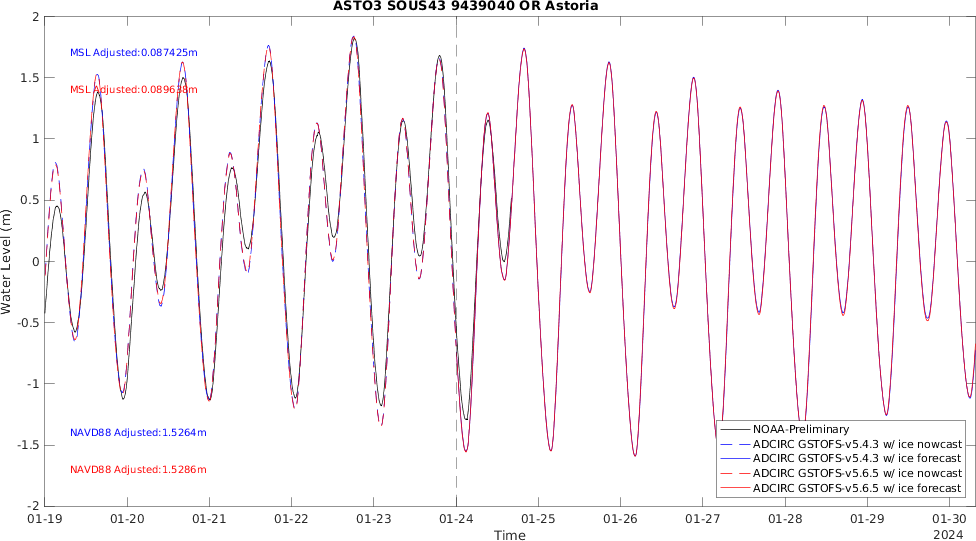 ASTO3 SOUS43 9439040 OR Astoria
2
1.5
1
0.5
0
-0.5
-1
-1.5
-2
Water Level (m)
MSL Adjusted:0.087425m
MSL Adjusted:0.089638m
NAVD88 Adjusted:1.5264m
NAVD88 Adjusted:1.5286m
NOAA-Preliminary
ADCIRC GSTOFS-v5.4.3 w/ ice nowcast
ADCIRC GSTOFS-v5.4.3 w/ ice forecast
ADCIRC GSTOFS-v5.6.5 w/ ice nowcast
ADCIRC GSTOFS-v5.6.5 w/ ice forecast
01-19 01-20 01-21 01-22 01-23 01-24 01-25 01-26 01-27 01-28 01-29 01-30
Time
2024